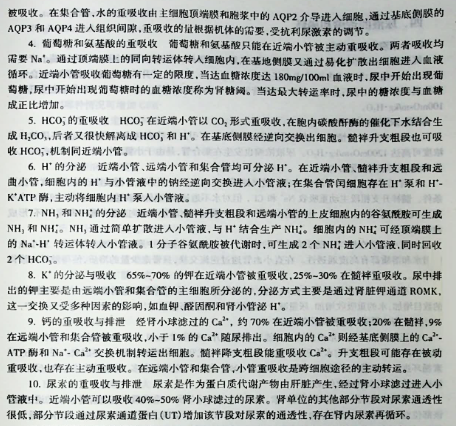 被吸收。在集合管,水的重吸收由主细胞顶端膜和胞浆中的 AQP2 介导进入细胞,通过基底侧膜的
AQP3 和 AQP4 进入组织间隙,重吸收的量根据机体的需要,受抗利尿激素的调节。
4. 葡萄糖和氨基酸的重吸收 葡萄糖和氨基酸只能在近端小管被主动重吸收。两者吸收均
需要 Na⁺。通过顶端膜上的同向转运体转入细胞内,在基地侧膜又通过易化扩散出细胞进入血液
循环。近端小管吸收葡萄糖有一定的限度,当达血糖浓度达 180mg/100ml 血液时,尿中开始出现葡
萄糖,尿中开始出现葡萄糖时的血糖浓度称为肾糖阈。当达最大转运率时,尿中的糖浓度与血糖
成正比增加。
5. HCO₃⁻的重吸收 HCO₃⁻在近端小管以 CO₂形式重吸收,在胞内碳酸酐酶的催化下水结合生
成 H₂CO₃,后者又很快解离成 HCO₃⁻和 H⁺。在基底侧膜经逆向交换出细胞。髓袢升支粗段也可吸
收 HCO₃⁻,机制同近端小管。
6. H⁺的分泌 近端小管、远端小管和集合管均可分泌 H⁺。在近端小管、髓袢升支粗段和远
曲小管,细胞内的 H⁺与小管液中的钠经逆向交换进入小管液;在集合管闰细胞存在 H⁺泵和 H⁺-
K⁺ATP 酶,主动将细胞内 H⁺泵入小管液。
7. NH₃和 NH₄⁺的分泌 近端小管、髓袢升支粗段和远端小管的上皮细胞内的谷氨酰胺可生成
NH₃和 NH₄⁺。NH₃通过简单扩散进入小管液,与 H⁺结合生产 NH₄⁺。细胞内的 NH₄⁺可经顶端膜上
的 Na⁺-H⁺转运体转入小管液。1 分子谷氨酰胺被代谢时,可生成 2 个 NH₄⁺进入小管液,同时回收
2 个 HCO₃⁻。
8. K⁺的分泌与吸收 65%~70% 的钾在近端小管被重吸收,25%~30% 在髓袢重吸收。尿中排
出的钾主要是由远端小管和集合管的主细胞所分泌的,分泌方式主要是通过肾脏钾通道 ROMK,
这一交换又受多种因素的影响,如血钾、醛固酮和肾小管泌 H⁺。
9. 钙的重吸收与排泄 经肾小球滤过的 Ca²⁺,约 70% 在近端小管被重吸收;20% 在髓袢,9%
在远端小管和集合管被重吸收,小于 1% 的 Ca²⁺随尿排出。细胞内的 Ca²⁺则经基底侧膜上的 Ca²⁺-
ATP 酶和 Na⁺- Ca²⁺交换机制转运出细胞。髓袢降支粗段能重吸收 Ca²⁺。升支粗段可能存在被动
重吸收,也存在主动重吸收。在远端小管和集合管,小管重吸收是跨细胞途径的主动转运。
10. 尿素的重吸收与排泄 尿素是作为蛋白质代谢产物由肝脏产生,经过肾小球滤过进入小
管液中。近端小管可以吸收 40%~50% 肾小球滤过的尿素。肾单位的其他部分节段对尿素通透性
很低,部分节段通过尿素通道蛋白(UT)增加该节段对尿素的通透性,存在肾内尿素再循环。